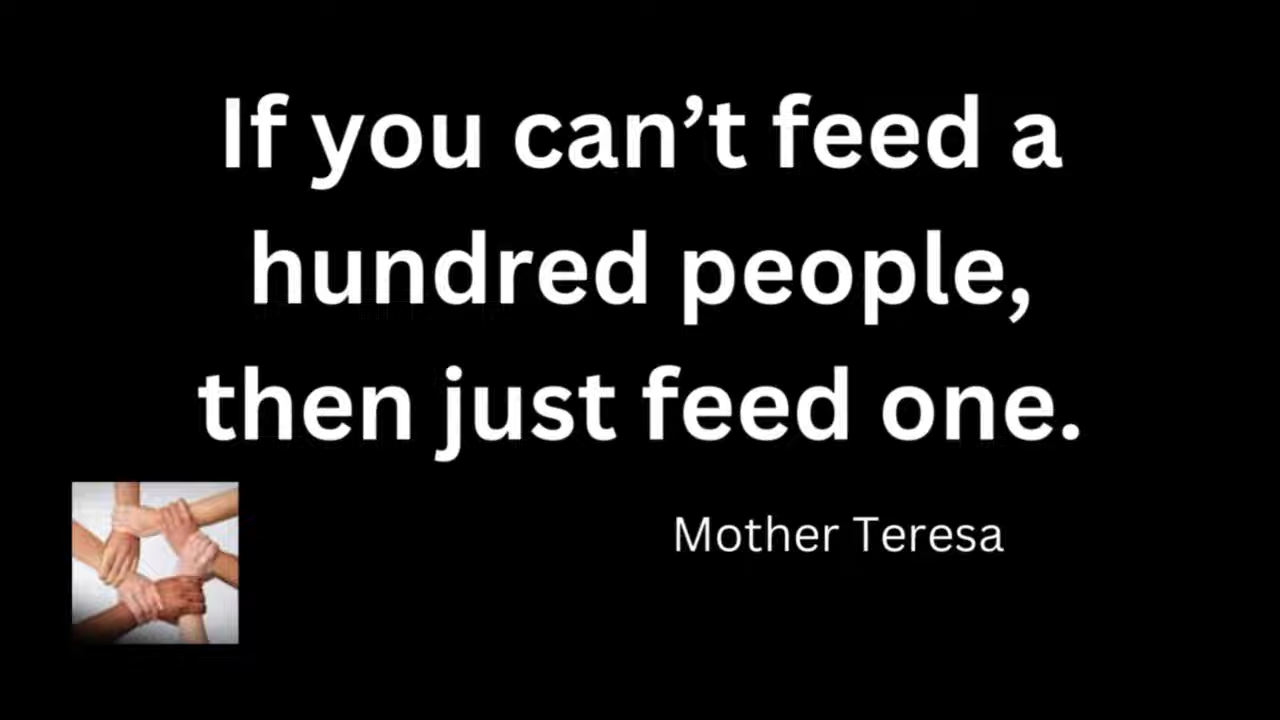 If you can’t feed a
hundred people,
then just feed one.
Mother Teresa